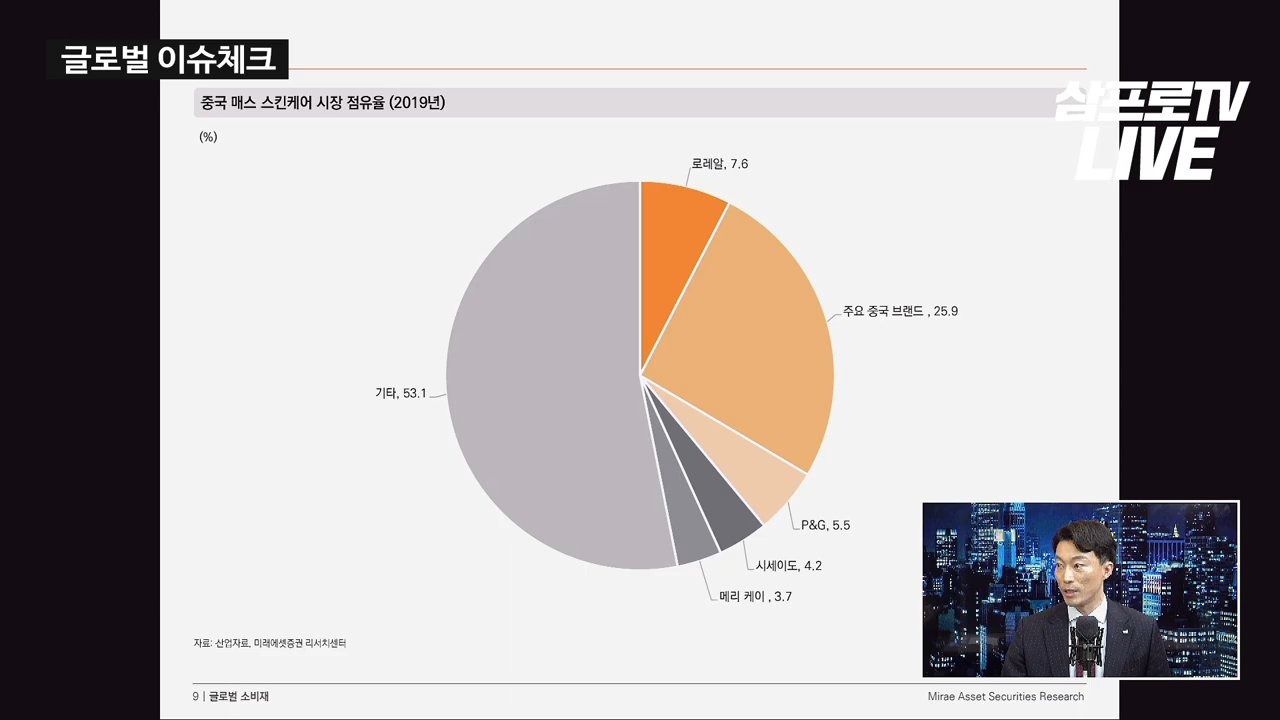 글로벌 이슈체크
삼프로TV
LIVE
중국 매스 스킨케어 시장 점유율 (2019년)
(%)
로레알, 7.6
주요 중국 브랜드 , 25.9
기타, 53.1
P&G, 5.5
시세이도, 4.2
메리 케이 , 3.7
자료: 산업자료, 미래에셋증권 리서치센터
9 | 글로벌 소비재
Mirae Asset Securities Research